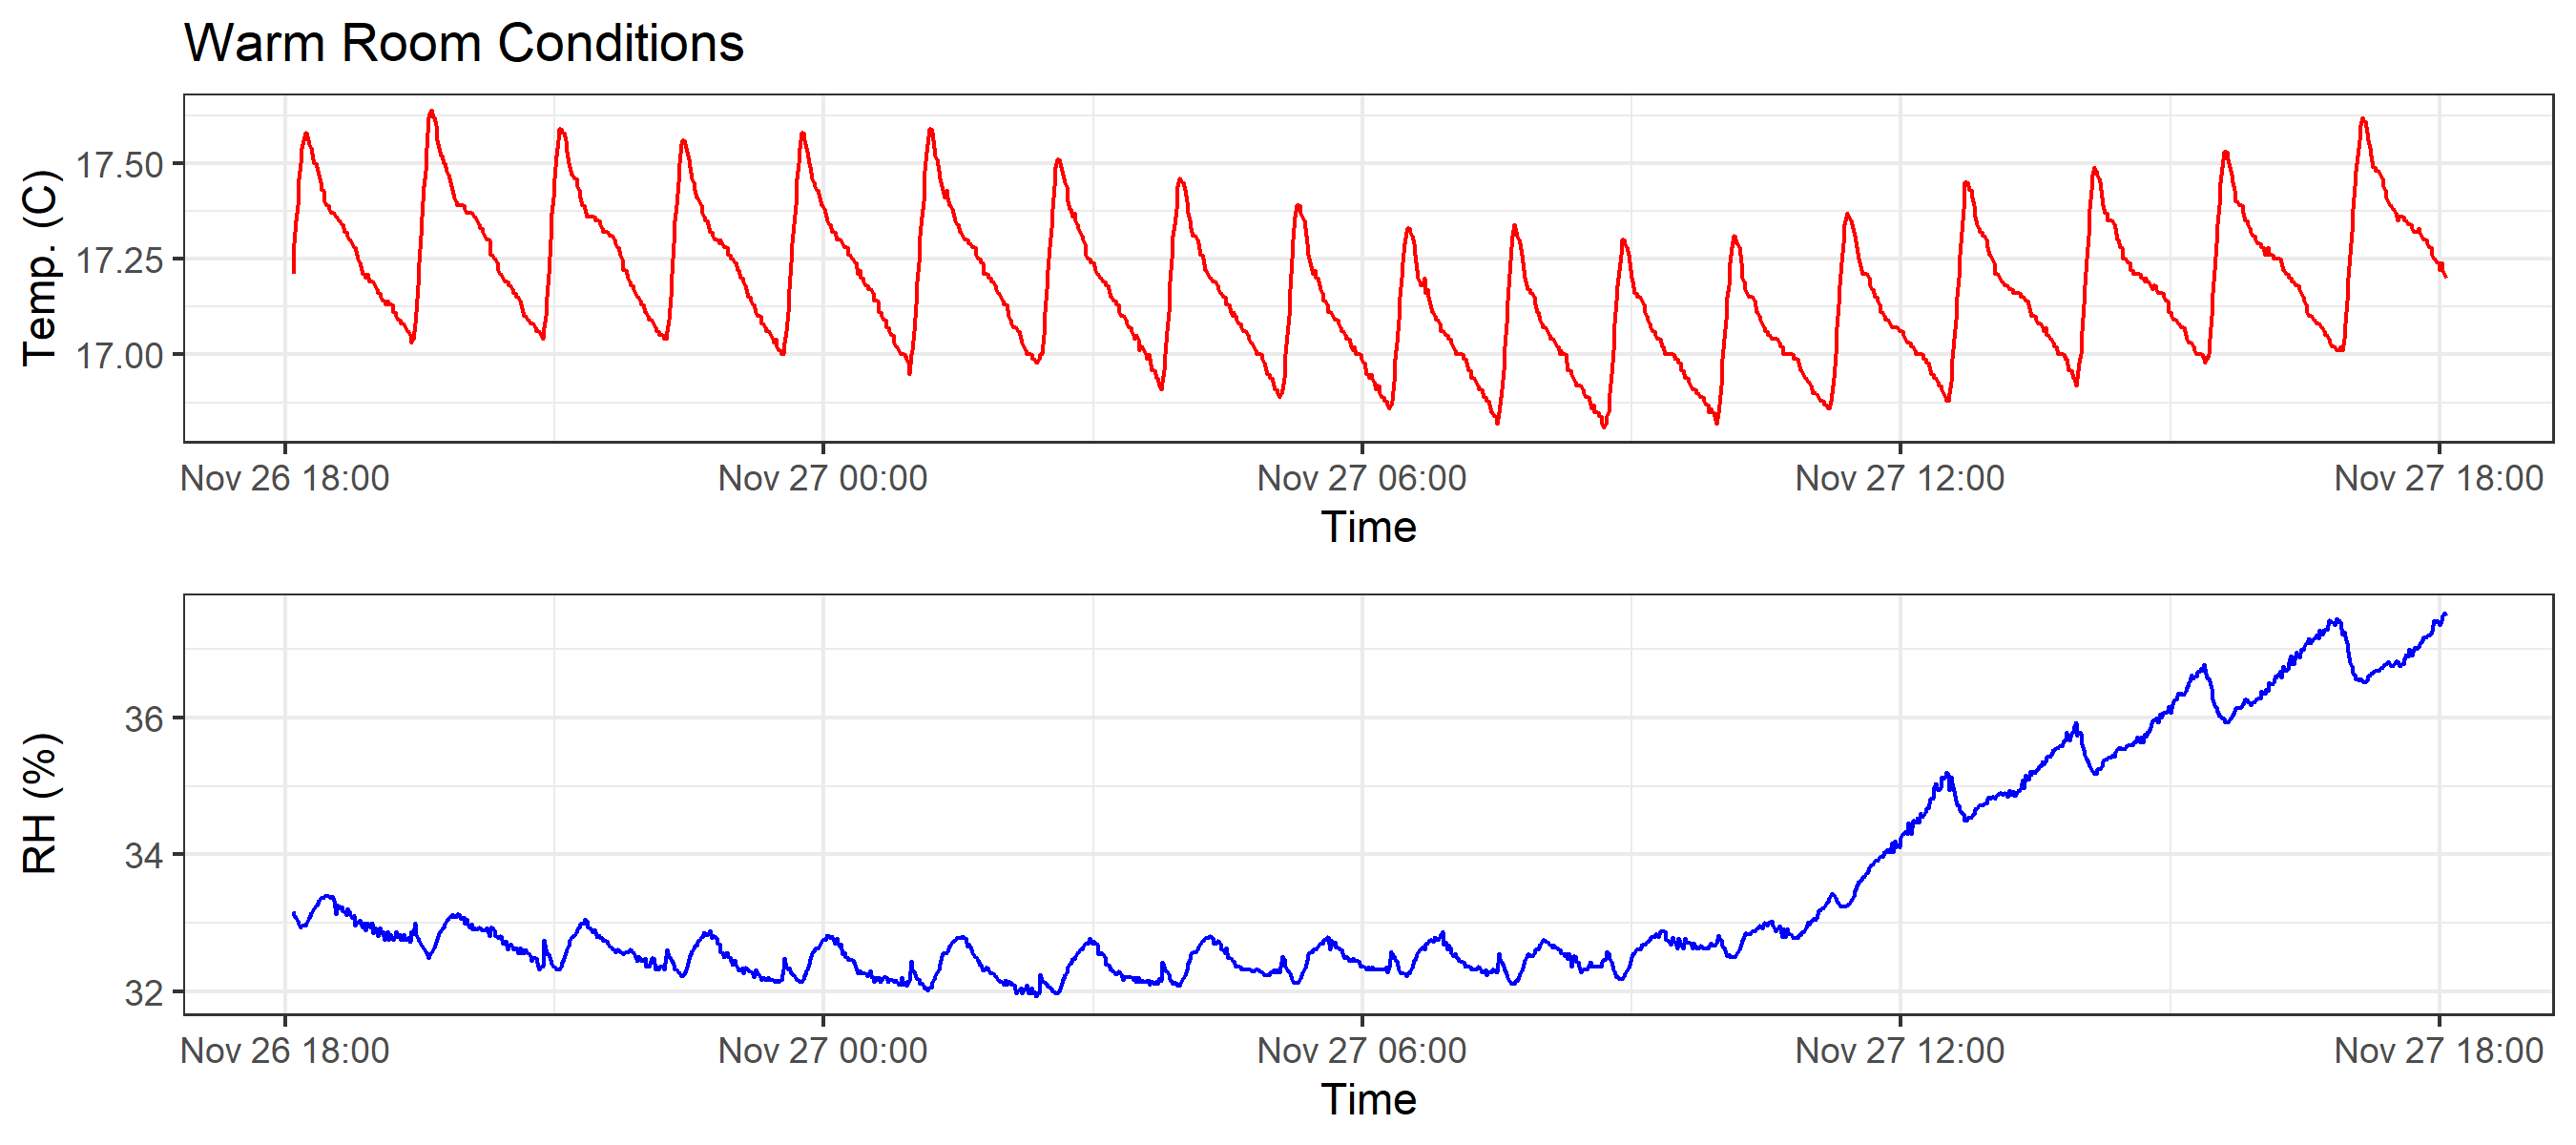 Warm Room Conditions
Temp. (C)
17.50
17.25
17.00
Nov 26 18:00 Nov 27 00:00 Nov 27 06:00 Nov 27 12:00 Nov 27 18:00
Time
RH (%)
36
34
32
Nov 26 18:00 Nov 27 00:00 Nov 27 06:00 Nov 27 12:00 Nov 27 18:00
Time